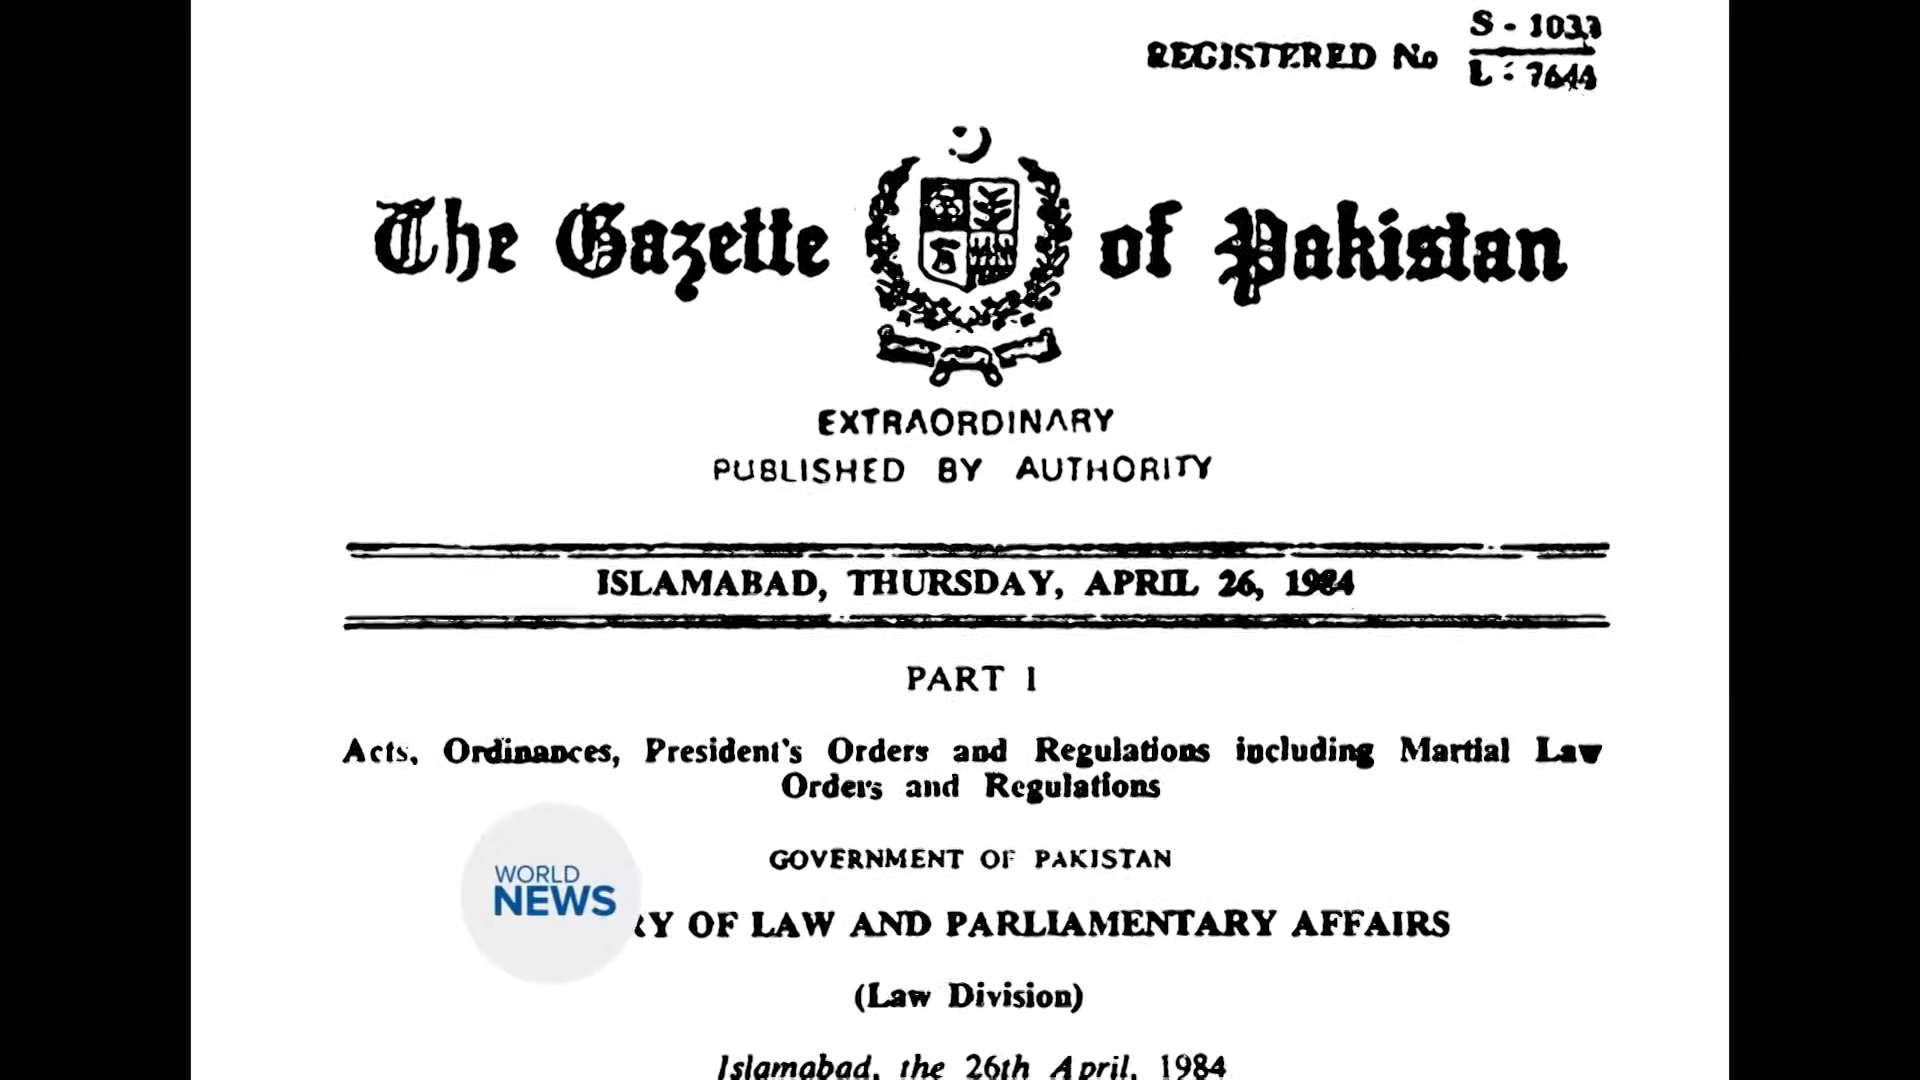 REGISTERED No
S - 1033
L - 7644
The Gazette of Pakistan
EXTRAORDINARY
PUBLISHED BY AUTHORITY
ISLAMABAD, THURSDAY, APRIL 26, 1984
PART I
Acts, Ordinances, President's Orders and Regulations including Martial Law
Orders and Regulations
GOVERNMENT OF PAKISTAN
WORLD
NEWS
RY OF LAW AND PARLIAMENTARY AFFAIRS
(Law Division)
Islamabad, the 26th April, 1984